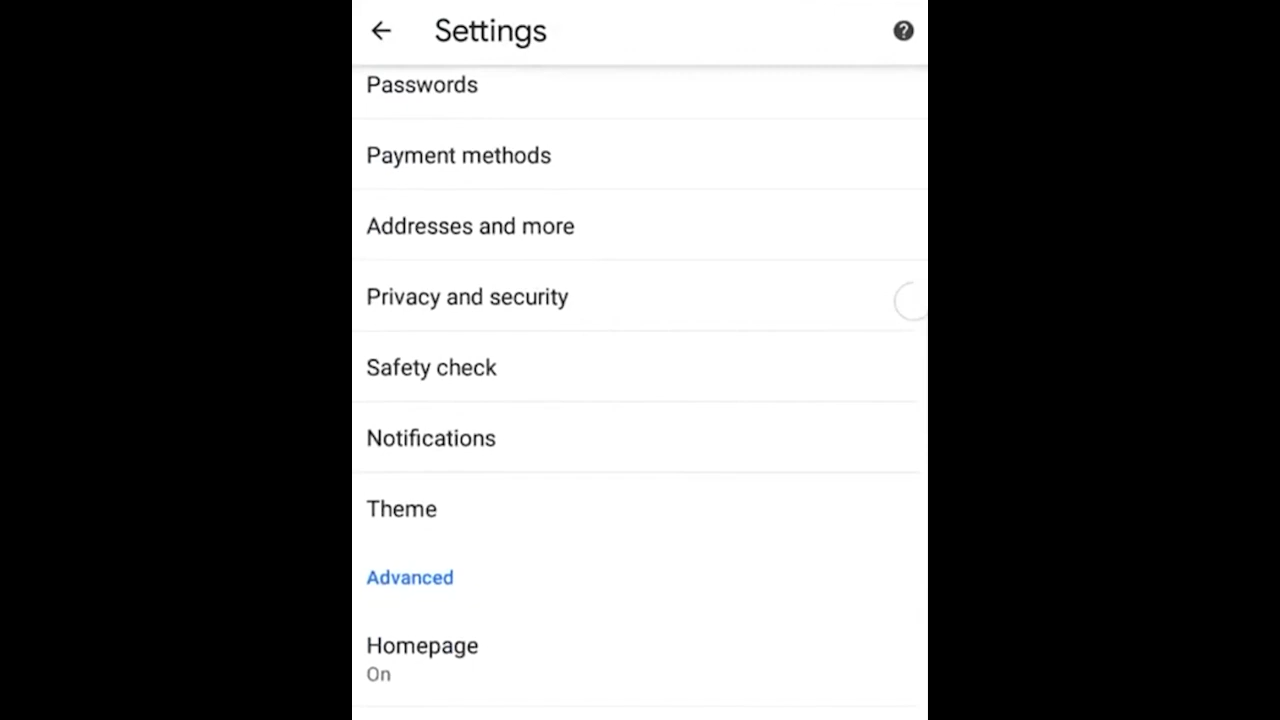 Settings
Passwords
Payment methods
Addresses and more
Privacy and security
Safety check
Notifications
Theme
Advanced
Homepage
On